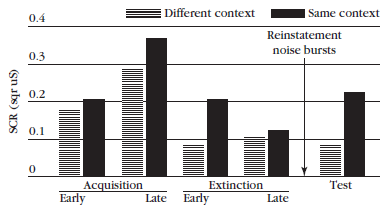 0.4
Different context
Same context
Reinstatement
noise bursts
0.3
0.2
0.1
0
SCR (sqr uS)
Acquisition
Extinction
Test
Early
Late
Early
Late